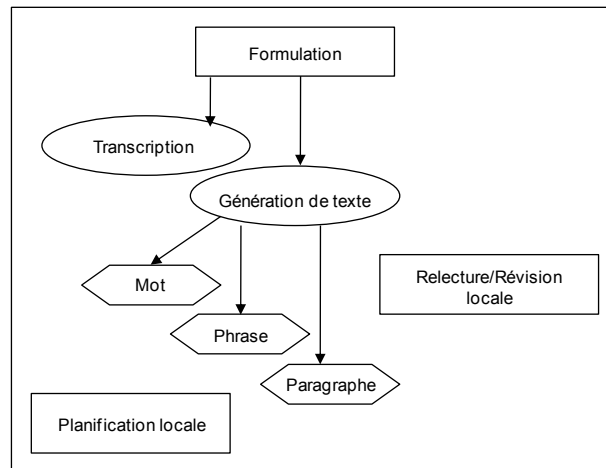 Formulation
Transcription
Génération de texte
Relecture/Révision
locale
Mot
Phrase
Paragraphe
Planification locale